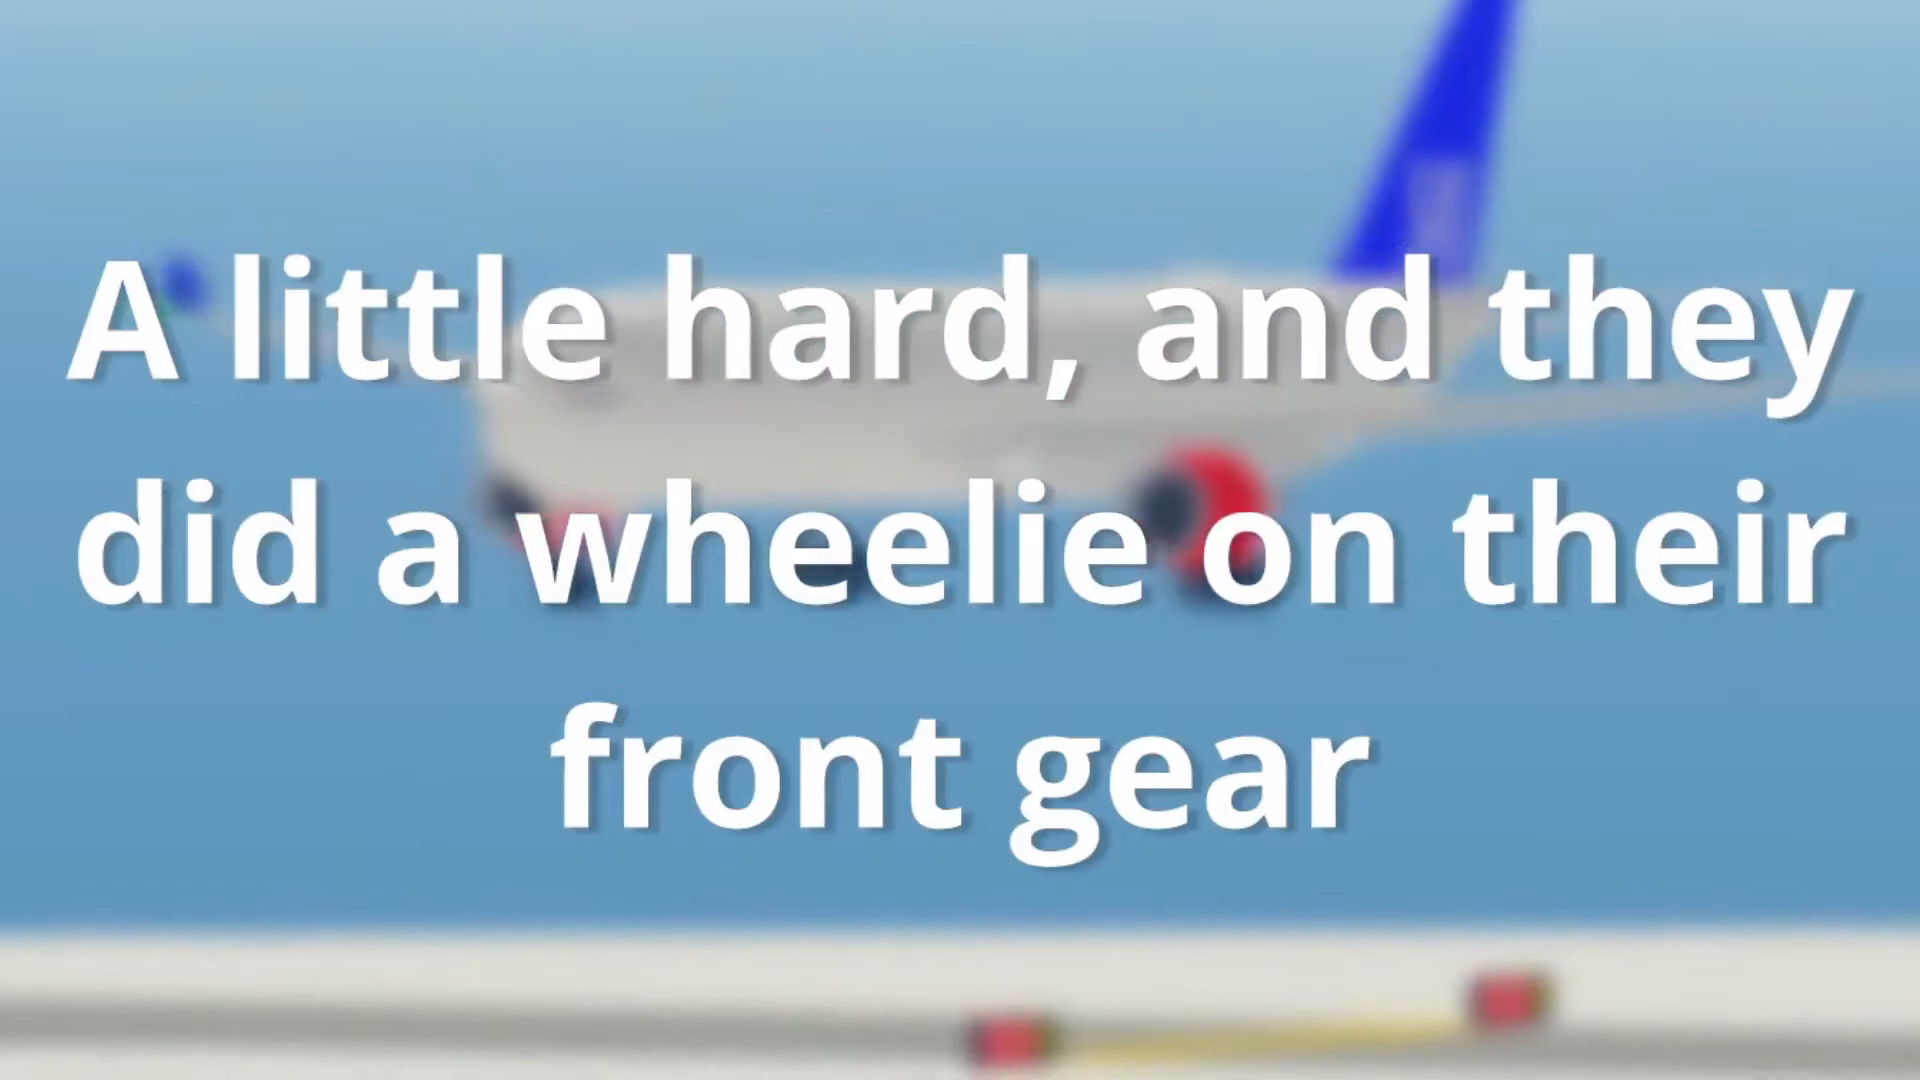 A little hard, and they
did a wheelie on their
front gear